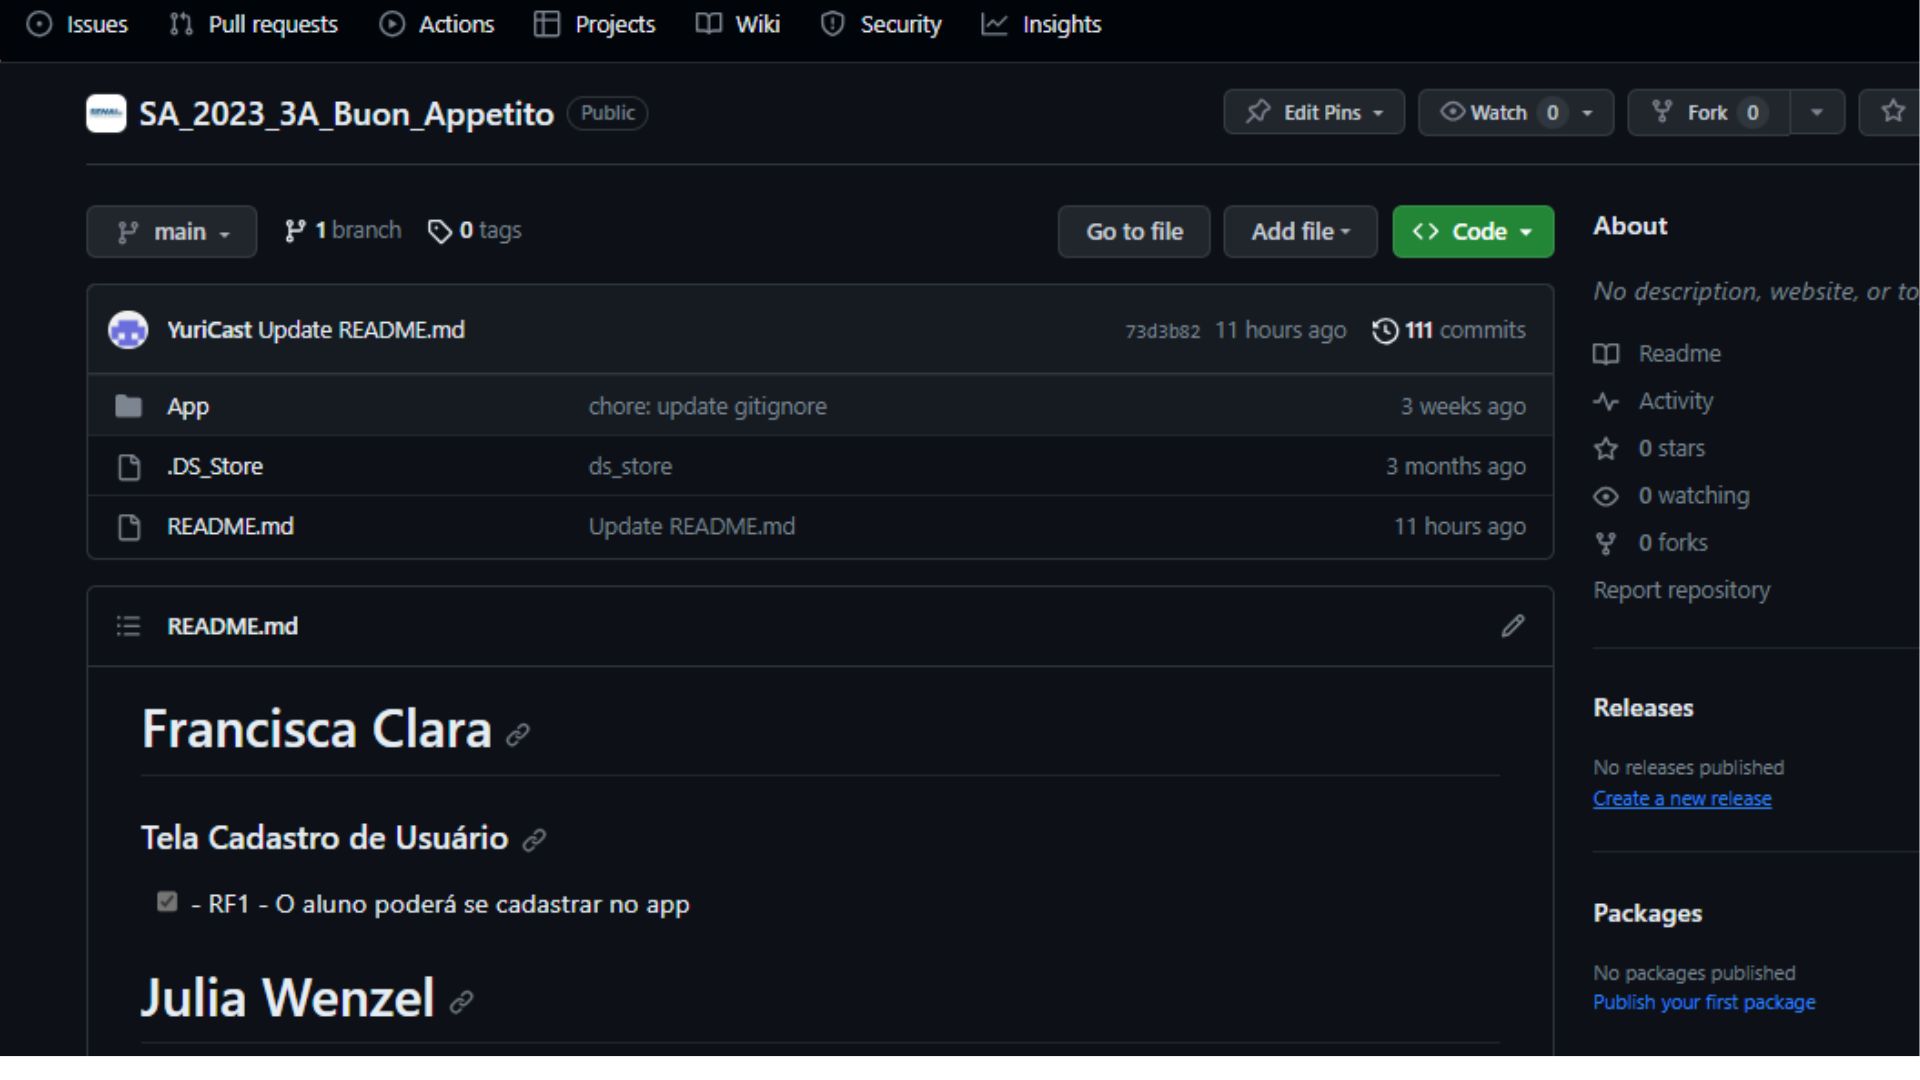 Issues Pull requests Actions Projects Wiki Security Insights
SA_2023_3A_Buon_Appetito Public Edit Pins Watch 0 Fork 0
main 1 branch 0 tags Go to file Add file <> Code
About
No description, website, or to
YuriCast Update README.md 73d3b82 11 hours ago 111 commits
App chore: update gitignore 3 weeks ago
.DS_Store ds_store 3 months ago
README.md Update README.md 11 hours ago
Readme
Activity
0 stars
0 watching
0 forks
Report repository
README.md
Francisca Clara
Tela Cadastro de Usuário
- RF1 - O aluno poderá se cadastrar no app
Julia Wenzel
Releases
No releases published
Create a new release
Packages
No packages published
Publish your first package